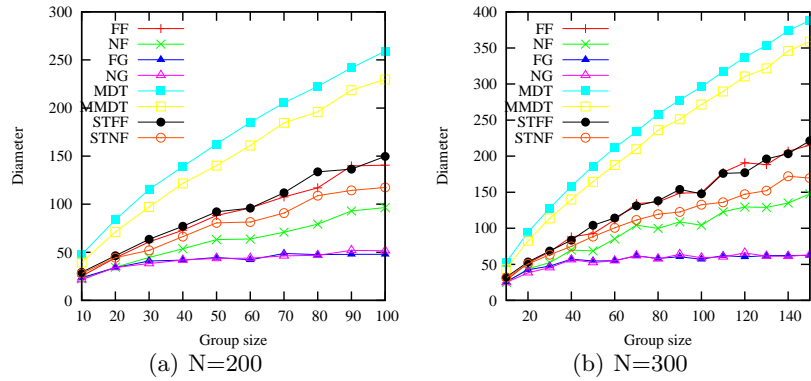 300
250
200
150
100
50
0
Diameter
FF
NF
FG
NG
MDT
MMDT
STFF
STNF
10 20 30 40 50 60 70 80 90 100
Group size
(a) N=200
400
350
300
250
200
150
100
50
0
Diameter
FF
NF
FG
NG
MDT
MMDT
STFF
STNF
20 40 60 80 100 120 140
Group size
(b) N=300